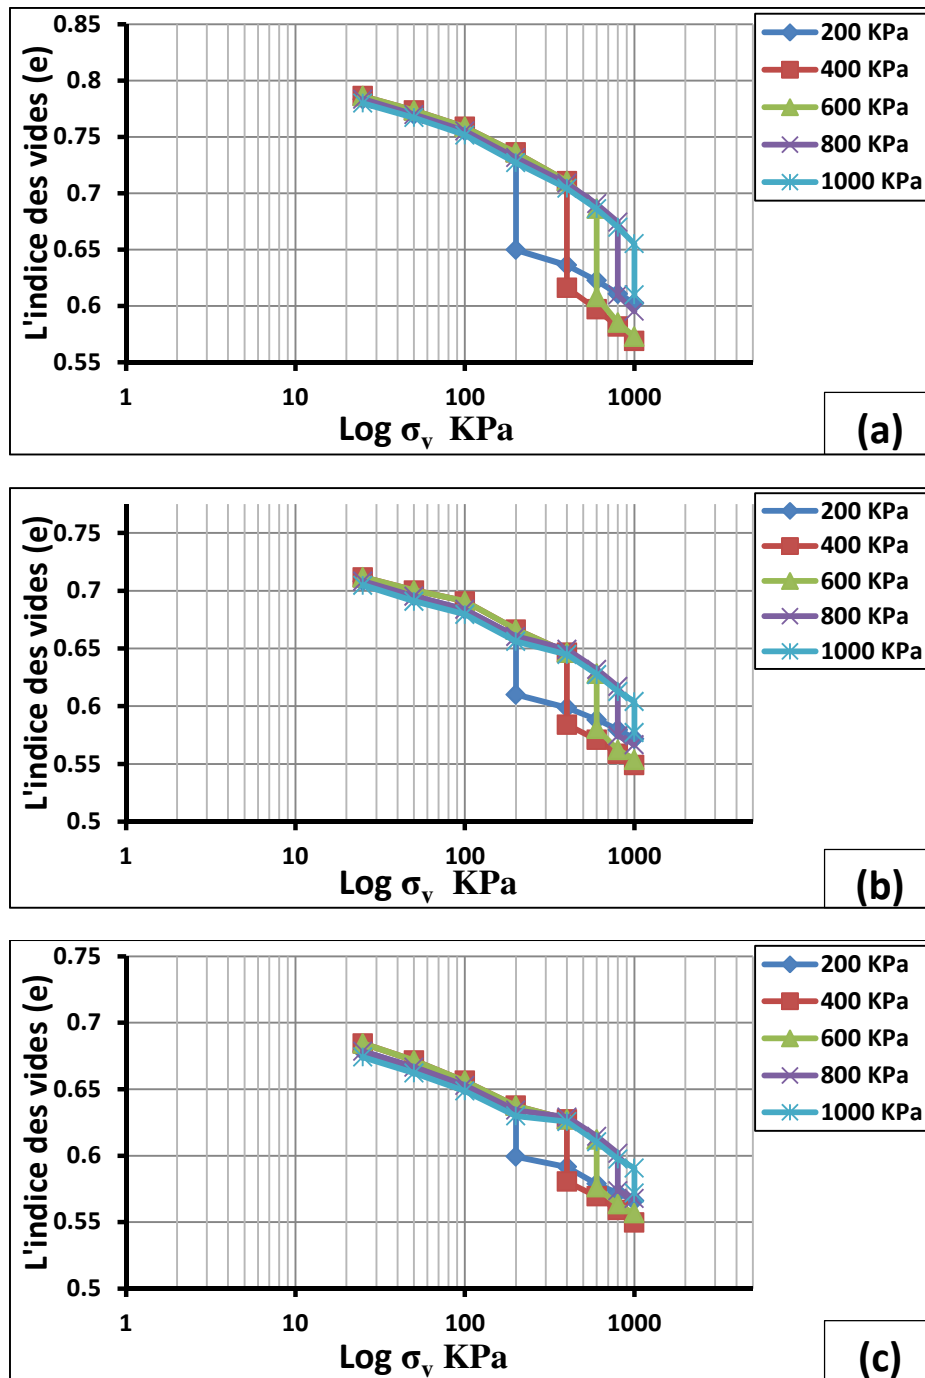 L'indice des vides (e)
0.85
0.8
0.75
0.7
0.65
0.6
0.55
1
10
100
1000
Log σv KPa
200 KPa
400 KPa
600 KPa
800 KPa
1000 KPa
(a)
L'indice des vides (e)
0.75
0.7
0.65
0.6
0.55
0.5
1
10
100
1000
Log σv KPa
200 KPa
400 KPa
600 KPa
800 KPa
1000 KPa
(b)
L'indice des vides (e)
0.75
0.7
0.65
0.6
0.55
0.5
1
10
100
1000
Log σv KPa
200 KPa
400 KPa
600 KPa
800 KPa
1000 KPa
(c)